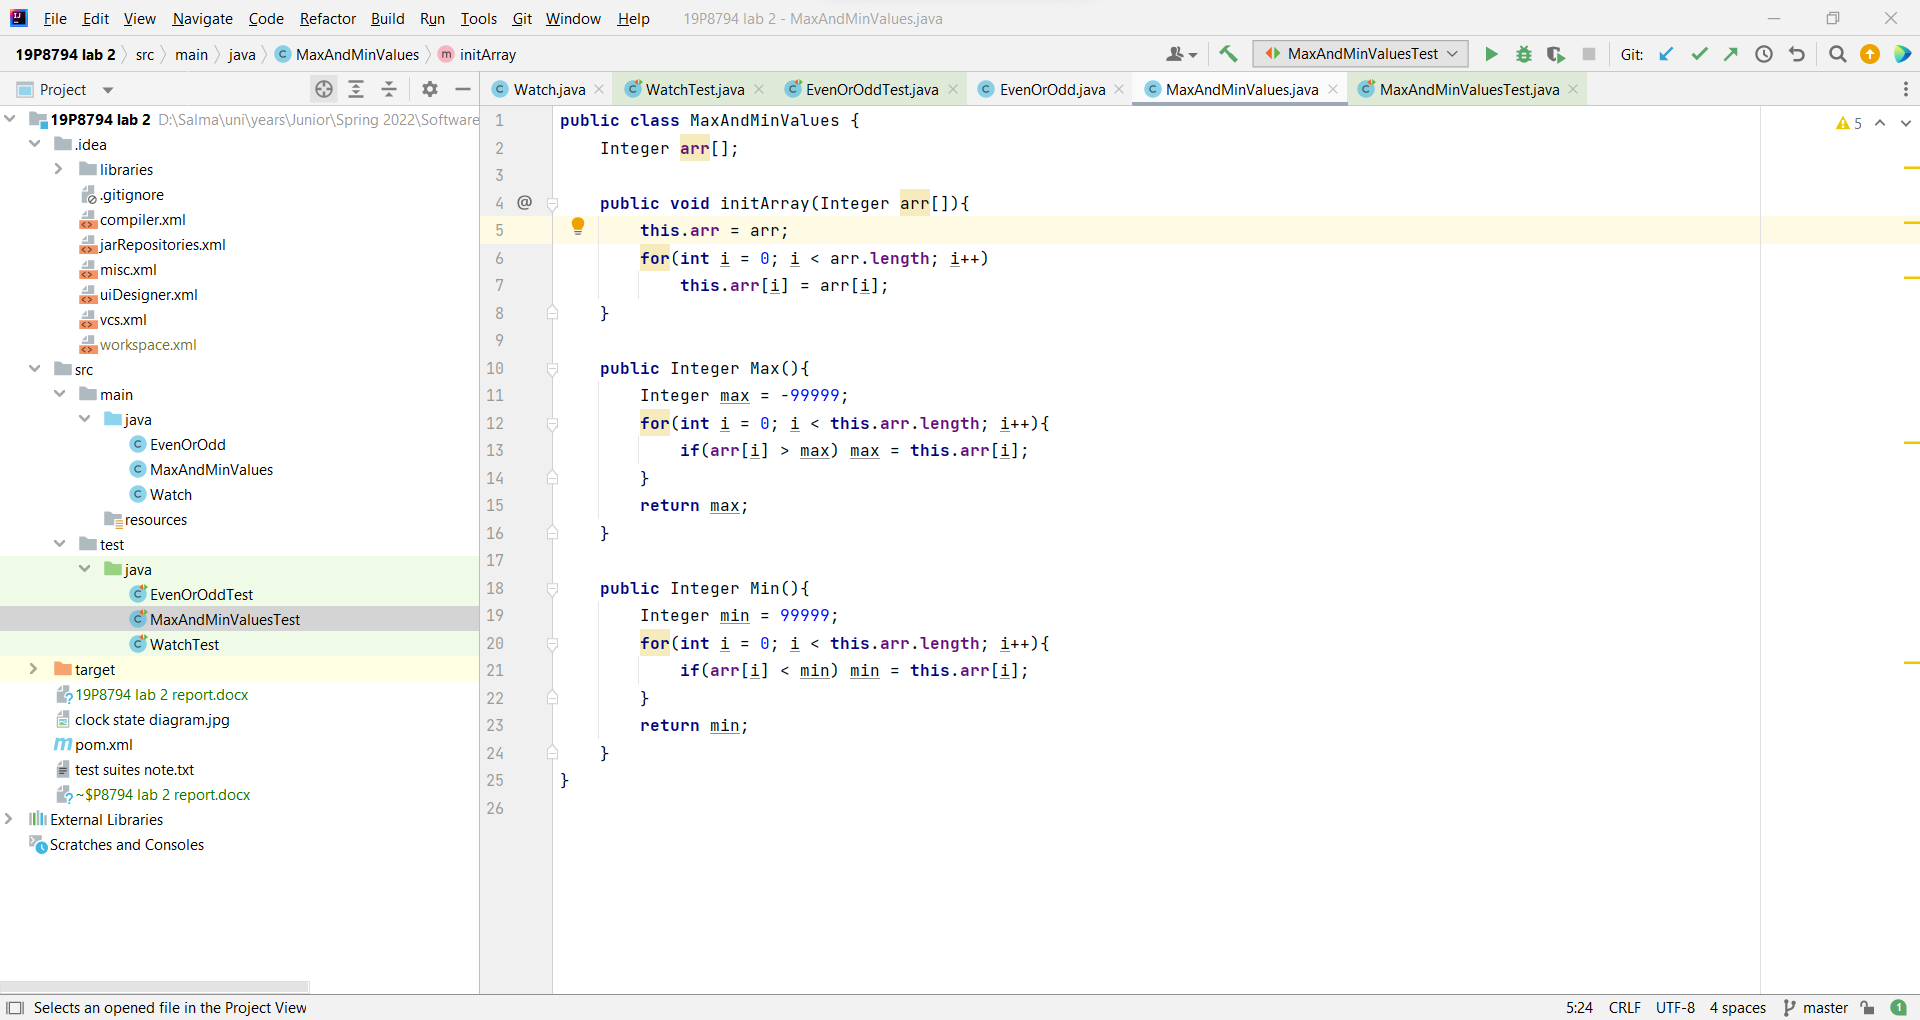 File Edit View Navigate Code Refactor Build Run Tools Git Window Help 19P8794 lab 2 - MaxAndMinValues.java
19P8794 lab 2 src main java MaxAndMinValues initArray MaxAndMinValuesTest Git:
Project
Watch.java WatchTest.java EvenOrOddTest.java EvenOrOdd.java MaxAndMinValues.java MaxAndMinValuesTest.java
19P8794 lab 2 D:\Salma\uni\years\Junior\Spring 2022\Software
.idea
libraries
.gitignore
compiler.xml
jarRepositories.xml
misc.xml
uiDesigner.xml
vcs.xml
workspace.xml
src
main
java
EvenOrOdd
MaxAndMinValues
Watch
resources
test
java
EvenOrOddTest
MaxAndMinValuesTest
WatchTest
target
19P8794 lab 2 report.docx
clock state diagram.jpg
pom.xml
test suites note.txt
~$P8794 lab 2 report.docx
External Libraries
Scratches and Consoles
5
1 public class MaxAndMinValues {
2 Integer arr[];
3
4 @ public void initArray(Integer arr[]){
5 this.arr = arr;
6 for(int i = 0; i < arr.length; i++)
7 this.arr[i] = arr[i];
8 }
9
10 public Integer Max(){
11 Integer max = -99999;
12 for(int i = 0; i < this.arr.length; i++){
13 if(arr[i] > max) max = this.arr[i];
14 }
15 return max;
16 }
17
18 public Integer Min(){
19 Integer min = 99999;
20 for(int i = 0; i < this.arr.length; i++){
21 if(arr[i] < min) min = this.arr[i];
22 }
23 return min;
24 }
25 }
26
Selects an opened file in the Project View 5:24 CRLF UTF-8 4 spaces master 1